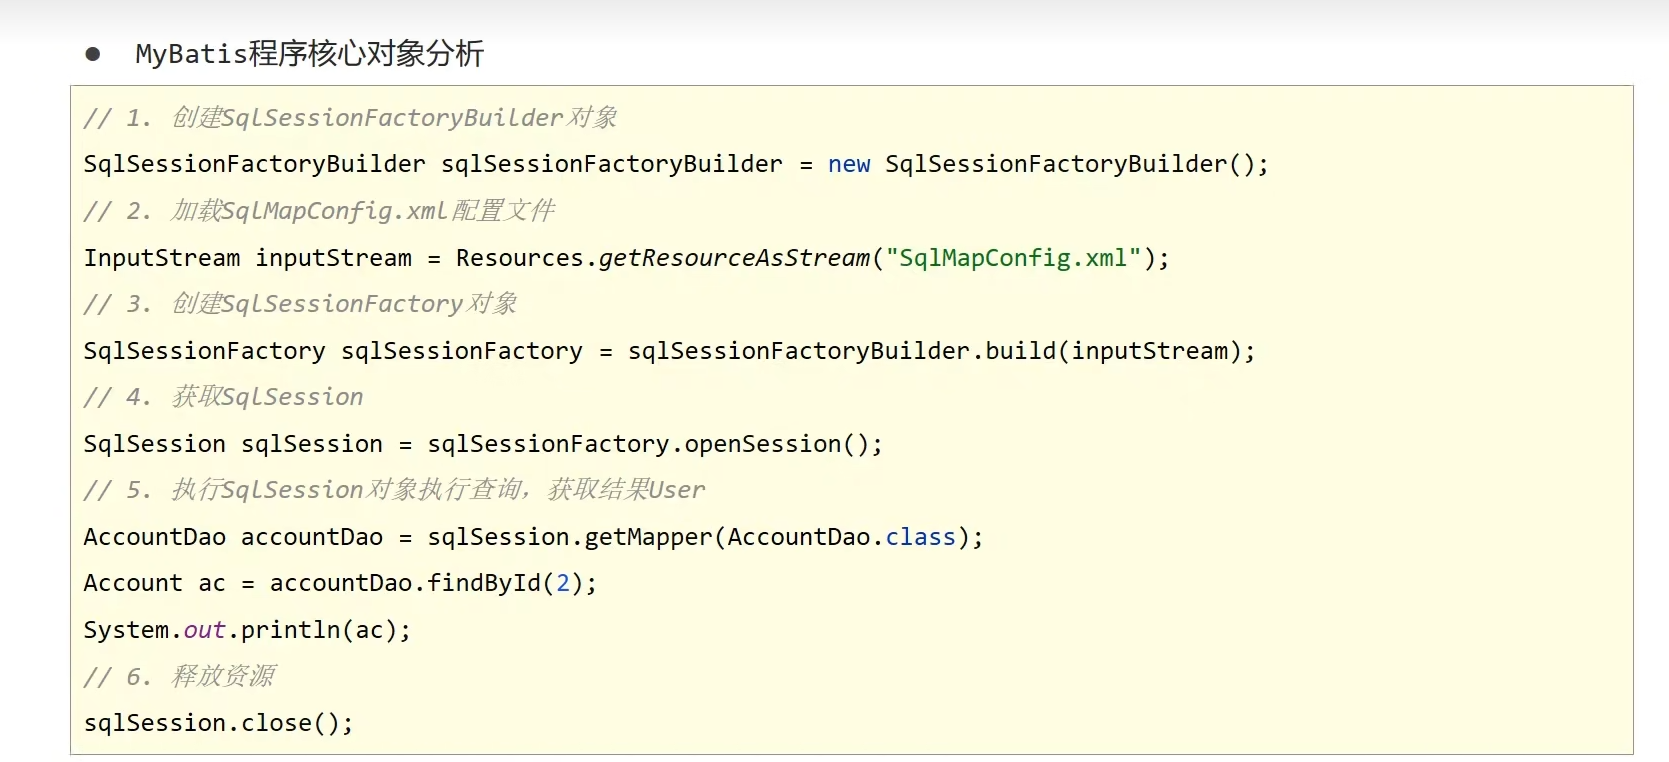 ● MyBatis程序核心对象分析
// 1. 创建SqlSessionFactoryBuilder对象
SqlSessionFactoryBuilder sqlSessionFactoryBuilder = new SqlSessionFactoryBuilder();
// 2. 加载SqlMapConfig.xml配置文件
InputStream inputStream = Resources.getResourceAsStream("SqlMapConfig.xml");
// 3. 创建SqlSessionFactory对象
SqlSessionFactory sqlSessionFactory = sqlSessionFactoryBuilder.build(inputStream);
// 4. 获取SqlSession
SqlSession sqlSession = sqlSessionFactory.openSession();
// 5. 执行SqlSession对象执行查询，获取结果User
AccountDao accountDao = sqlSession.getMapper(AccountDao.class);
Account ac = accountDao.findById(2);
System.out.println(ac);
// 6. 释放资源
sqlSession.close();